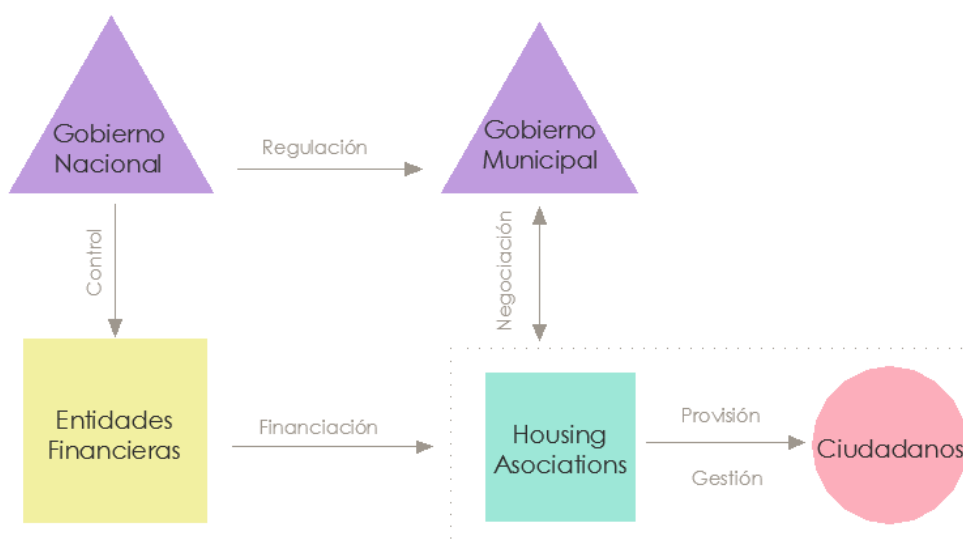 Gobierno
Nacional
Regulación
Gobierno
Municipal
Control
Negociación
Entidades
Financieras
Financiación
Housing
Asociations
Provisión
Gestión
Ciudadanos